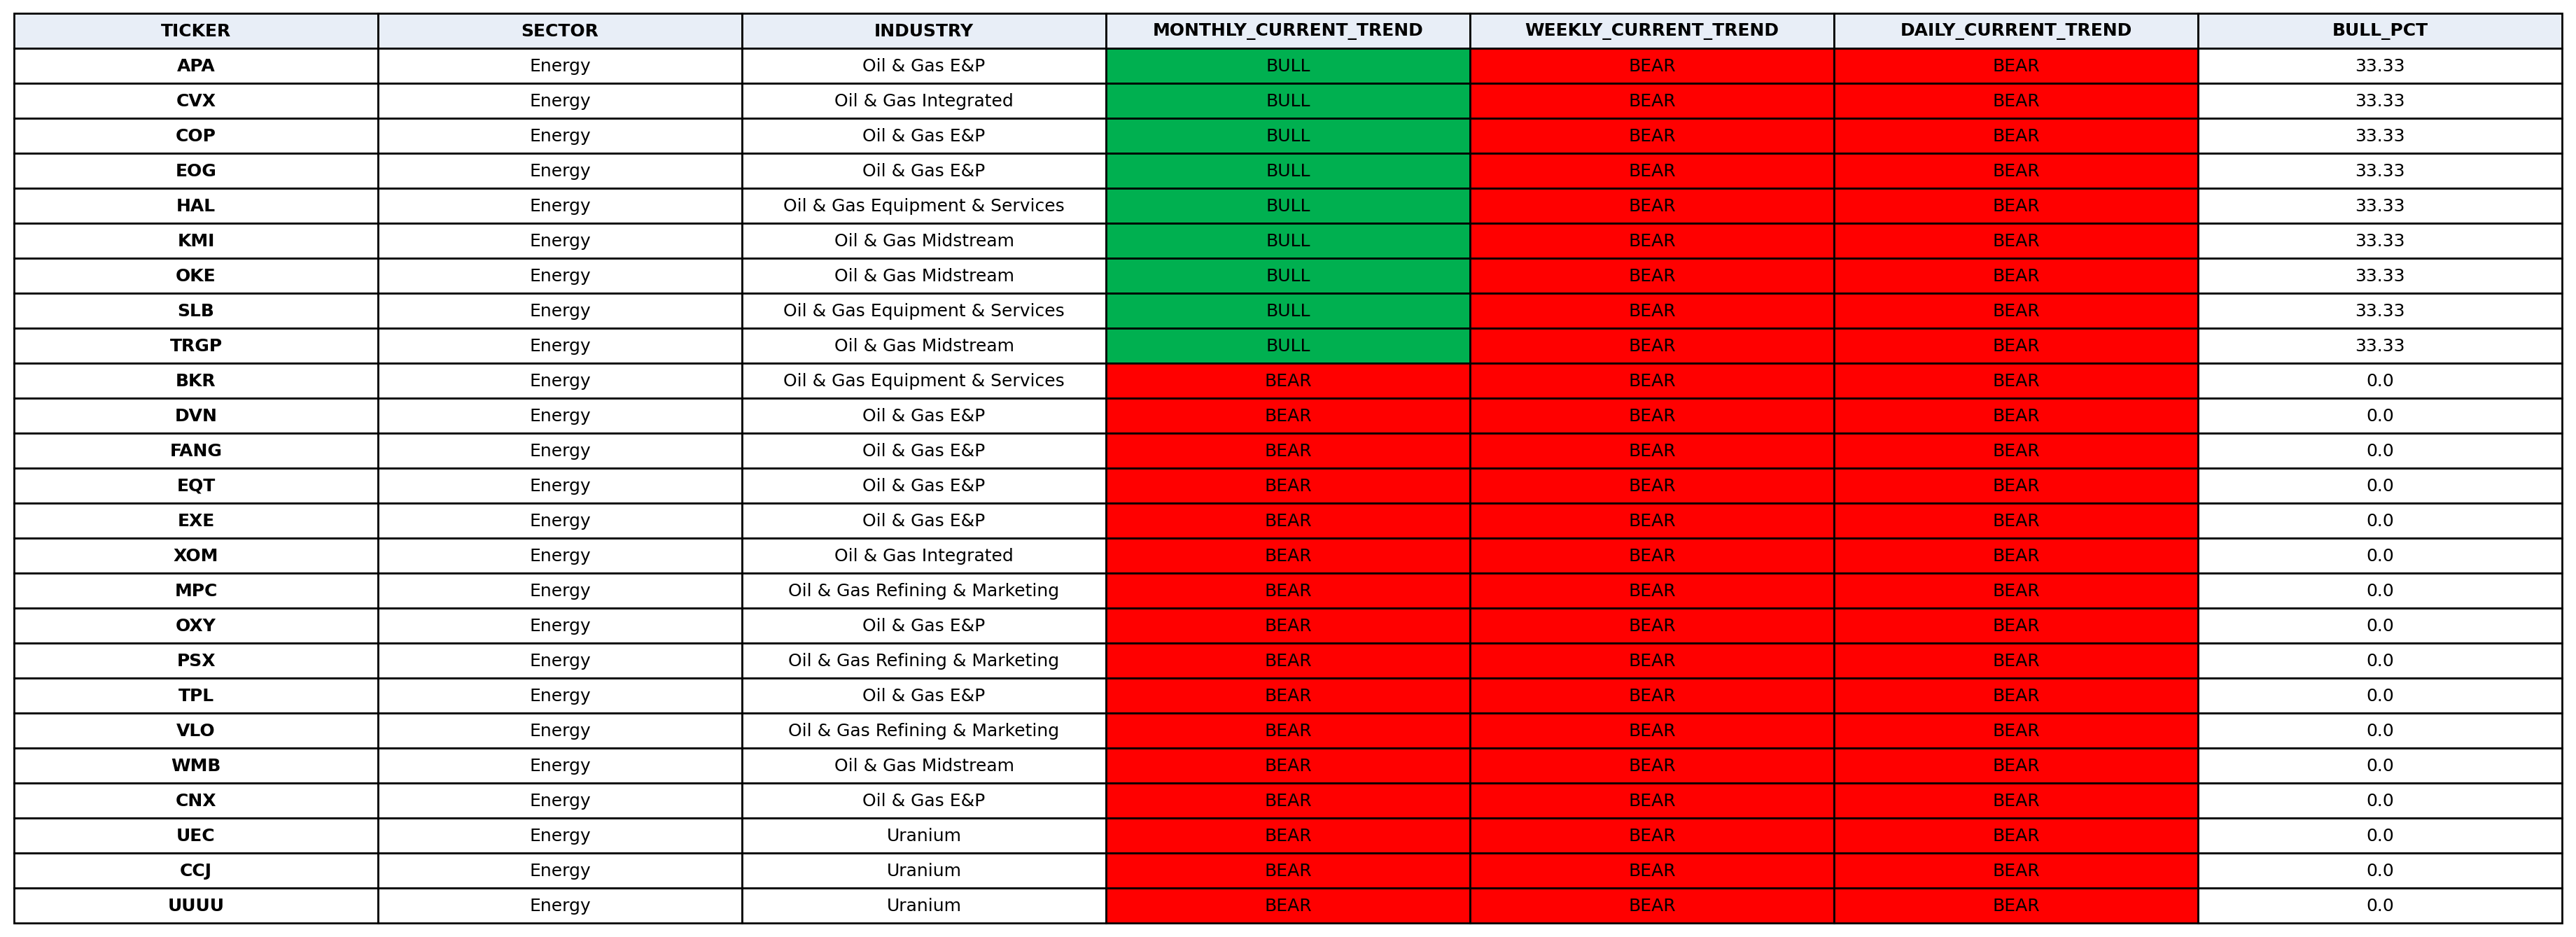 TICKER SECTOR INDUSTRY MONTHLY_CURRENT_TREND WEEKLY_CURRENT_TREND DAILY_CURRENT_TREND BULL_PCT
APA Energy Oil & Gas E&P BULL BEAR BEAR 33.33
CVX Energy Oil & Gas Integrated BULL BEAR BEAR 33.33
COP Energy Oil & Gas E&P BULL BEAR BEAR 33.33
EOG Energy Oil & Gas E&P BULL BEAR BEAR 33.33
HAL Energy Oil & Gas Equipment & Services BULL BEAR BEAR 33.33
KMI Energy Oil & Gas Midstream BULL BEAR BEAR 33.33
OKE Energy Oil & Gas Midstream BULL BEAR BEAR 33.33
SLB Energy Oil & Gas Equipment & Services BULL BEAR BEAR 33.33
TRGP Energy Oil & Gas Midstream BULL BEAR BEAR 33.33
BKR Energy Oil & Gas Equipment & Services BEAR BEAR BEAR 0.0
DVN Energy Oil & Gas E&P BEAR BEAR BEAR 0.0
FANG Energy Oil & Gas E&P BEAR BEAR BEAR 0.0
EQT Energy Oil & Gas E&P BEAR BEAR BEAR 0.0
EXE Energy Oil & Gas E&P BEAR BEAR BEAR 0.0
XOM Energy Oil & Gas Integrated BEAR BEAR BEAR 0.0
MPC Energy Oil & Gas Refining & Marketing BEAR BEAR BEAR 0.0
OXY Energy Oil & Gas E&P BEAR BEAR BEAR 0.0
PSX Energy Oil & Gas Refining & Marketing BEAR BEAR BEAR 0.0
TPL Energy Oil & Gas E&P BEAR BEAR BEAR 0.0
VLO Energy Oil & Gas Refining & Marketing BEAR BEAR BEAR 0.0
WMB Energy Oil & Gas Midstream BEAR BEAR BEAR 0.0
CNX Energy Oil & Gas E&P BEAR BEAR BEAR 0.0
UEC Energy Uranium BEAR BEAR BEAR 0.0
CCJ Energy Uranium BEAR BEAR BEAR 0.0
UUUU Energy Uranium BEAR BEAR BEAR 0.0